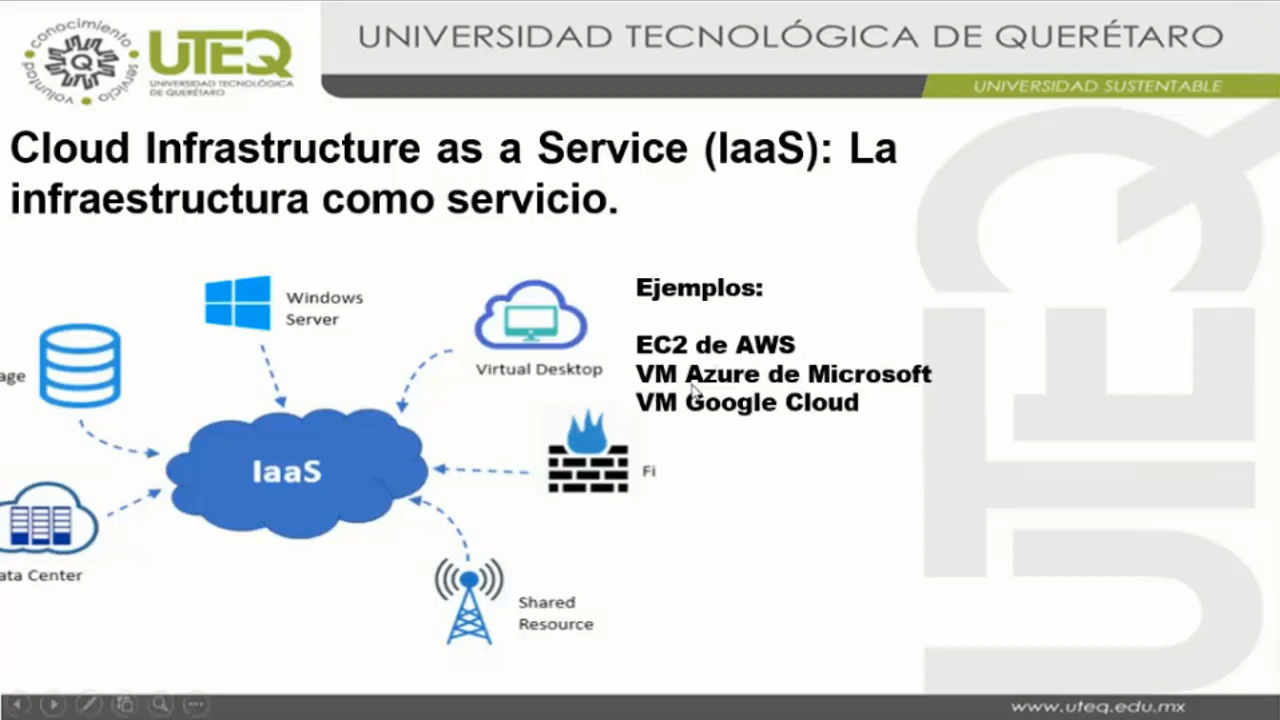 conocimiento
servicio
voluntad
Q
UTEQ
UNIVERSIDAD TECNOLÓGICA
DE QUERÉTARO
UNIVERSIDAD TECNOLÓGICA DE QUERÉTARO
UNIVERSIDAD SUSTENTABLE
Cloud Infrastructure as a Service (IaaS): La
infraestructura como servicio.
Windows
Server
age
Virtual Desktop
Ejemplos:
EC2 de AWS
VM Azure de Microsoft
VM Google Cloud
IaaS
Fi
ata Center
Shared
Resource
UTEQ
www.uteq.edu.mx